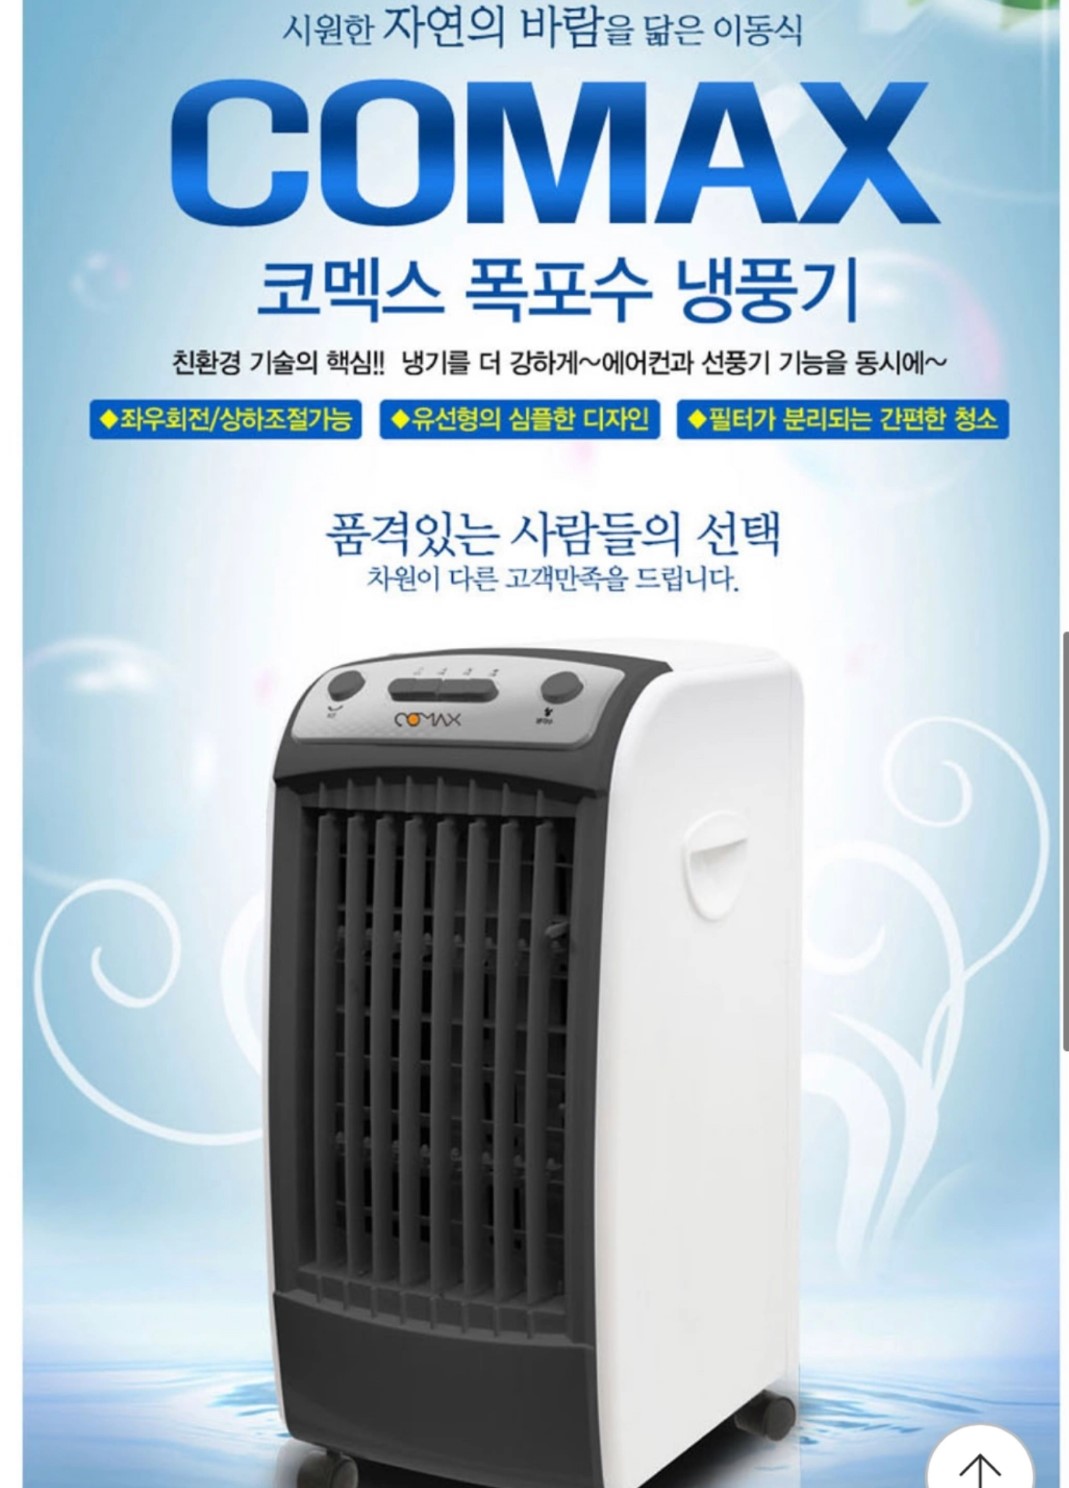 시원한 자연의 바람을 닮은 이동식
COMAX
코멕스 폭포수 냉풍기
친환경 기술의 핵심!! 냉기를 더 강하게~에어컨과 선풍기 기능을 동시에~
◆좌우회전/상하조절가능 ◆유선형의 심플한 디자인 ◆필터가 분리되는 간편한 청소
품격있는 사람들의 선택
차원이 다른 고객만족을 드립니다.
COMAX